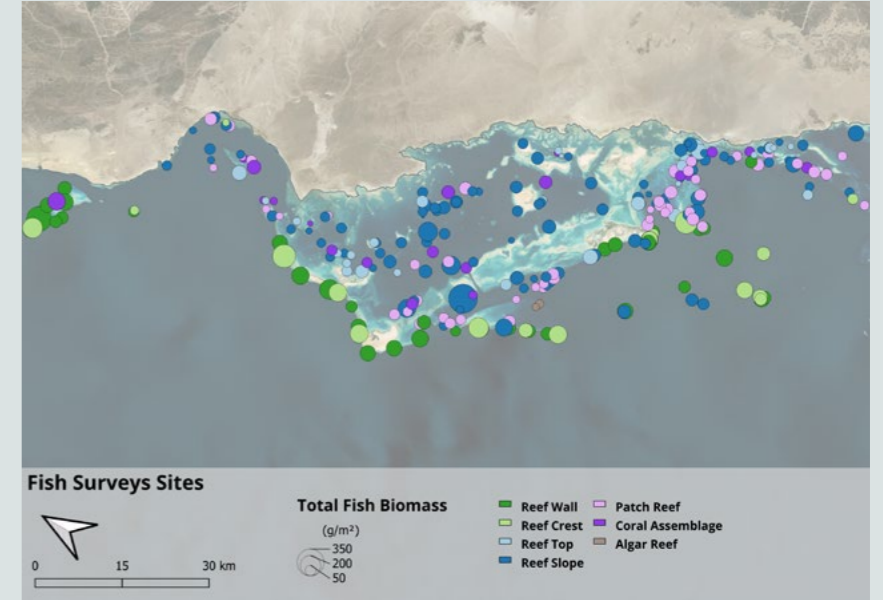 Fish Surveys Sites
0 15 30 km
Total Fish Biomass
(g/m²)
350
200
50
Reef Wall
Reef Crest
Reef Top
Reef Slope
Patch Reef
Coral Assemblage
Algar Reef